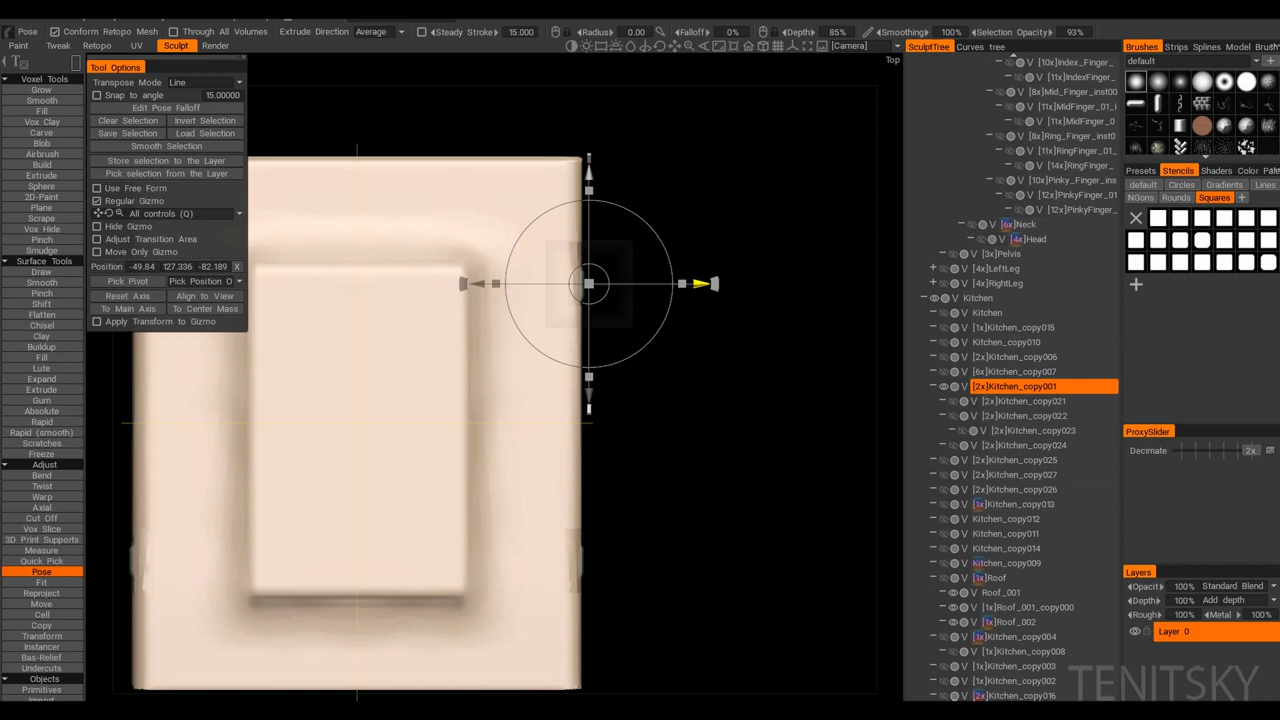 Pose Conform Retopo Mesh Through All Volumes Extrude Direction Average Steady Stroke 15.000 Radius 0.00 Falloff 0% Depth 85% Smoothing 100% Selection Opacity 93%
Paint Tweak Retopo UV Sculpt Render [Camera]
Top
Voxel Tools
Grow
Smooth
Fill
Vox Clay
Carve
Blob
Airbrush
Build
Extrude
Sphere
2D-Paint
Plane
Scrape
Vox Hide
Pinch
Smudge
Surface Tools
Draw
Smooth
Pinch
Shift
Flatten
Chisel
Clay
Buildup
Fill
Lute
Expand
Extrude
Gum
Absolute
Rapid
Rapid (smooth)
Scratches
Freeze
Adjust
Bend
Twist
Warp
Axial
Cut Off
Vox Slice
3D Print Supports
Measure
Quick Pick
Pose
Fit
Reproject
Move
Cell
Copy
Transform
Instancer
Bas-Relief
Undercuts
Objects
Primitives
Tool Options
Transpose Mode Line
Snap to angle 15.00000
Edit Pose Falloff
Clear Selection Invert Selection
Save Selection Load Selection
Smooth Selection
Store selection to the Layer
Pick selection from the Layer
Use Free Form
Regular Gizmo
All controls (Q)
Hide Gizmo
Adjust Transition Area
Move Only Gizmo
Position -49.84 127.336 -82.189 X
Pick Pivot Pick Position O
Reset Axis Align to View
To Main Axis To Center Mass
Apply Transform to Gizmo
SculptTree Curves tree
[10x]Index_Finger_
V [11x]IndexFinger_
V [8x]Mid_Finger_inst00
V [11x]MidFinger_01_i
V [11x]MidFinger_0
V [8x]Ring_Finger_inst0
V [11x]RingFinger_01_
V [14x]RingFinger_
V [10x]Pinky_Finger_ins
V [12x]PinkyFinger_01
V [12x]PinkyFinger_
V [6x]Neck
V [4x]Head
V [3x]Pelvis
V [4x]LeftLeg
V [4x]RightLeg
V Kitchen
V Kitchen
V [1x]Kitchen_copy015
V Kitchen_copy010
V [2x]Kitchen_copy006
V [6x]Kitchen_copy007
V [2x]Kitchen_copy001
V [2x]Kitchen_copy021
V [2x]Kitchen_copy022
V [2x]Kitchen_copy023
V [2x]Kitchen_copy024
V [2x]Kitchen_copy025
V [2x]Kitchen_copy027
V [2x]Kitchen_copy026
V [1x]Kitchen_copy013
V Kitchen_copy012
V Kitchen_copy011
V Kitchen_copy014
V Kitchen_copy009
V [1x]Roof
V Roof_001
V [1x]Roof_001_copy000
V [1x]Roof_002
V [1x]Kitchen_copy004
V [1x]Kitchen_copy008
V [1x]Kitchen_copy003
V [1x]Kitchen_copy002
V [2x]Kitchen_copy016
Brushes Strips Splines Model
default
Presets Stencils Shaders Color
default Circles Gradients Lines
NGons Rounds Squares
ProxySlider
Decimate 2x
Layers
Opacit 100% Standard Blend
Depth 100% Add depth
Rough 100% Metal 100%
Layer 0
TENITSKY